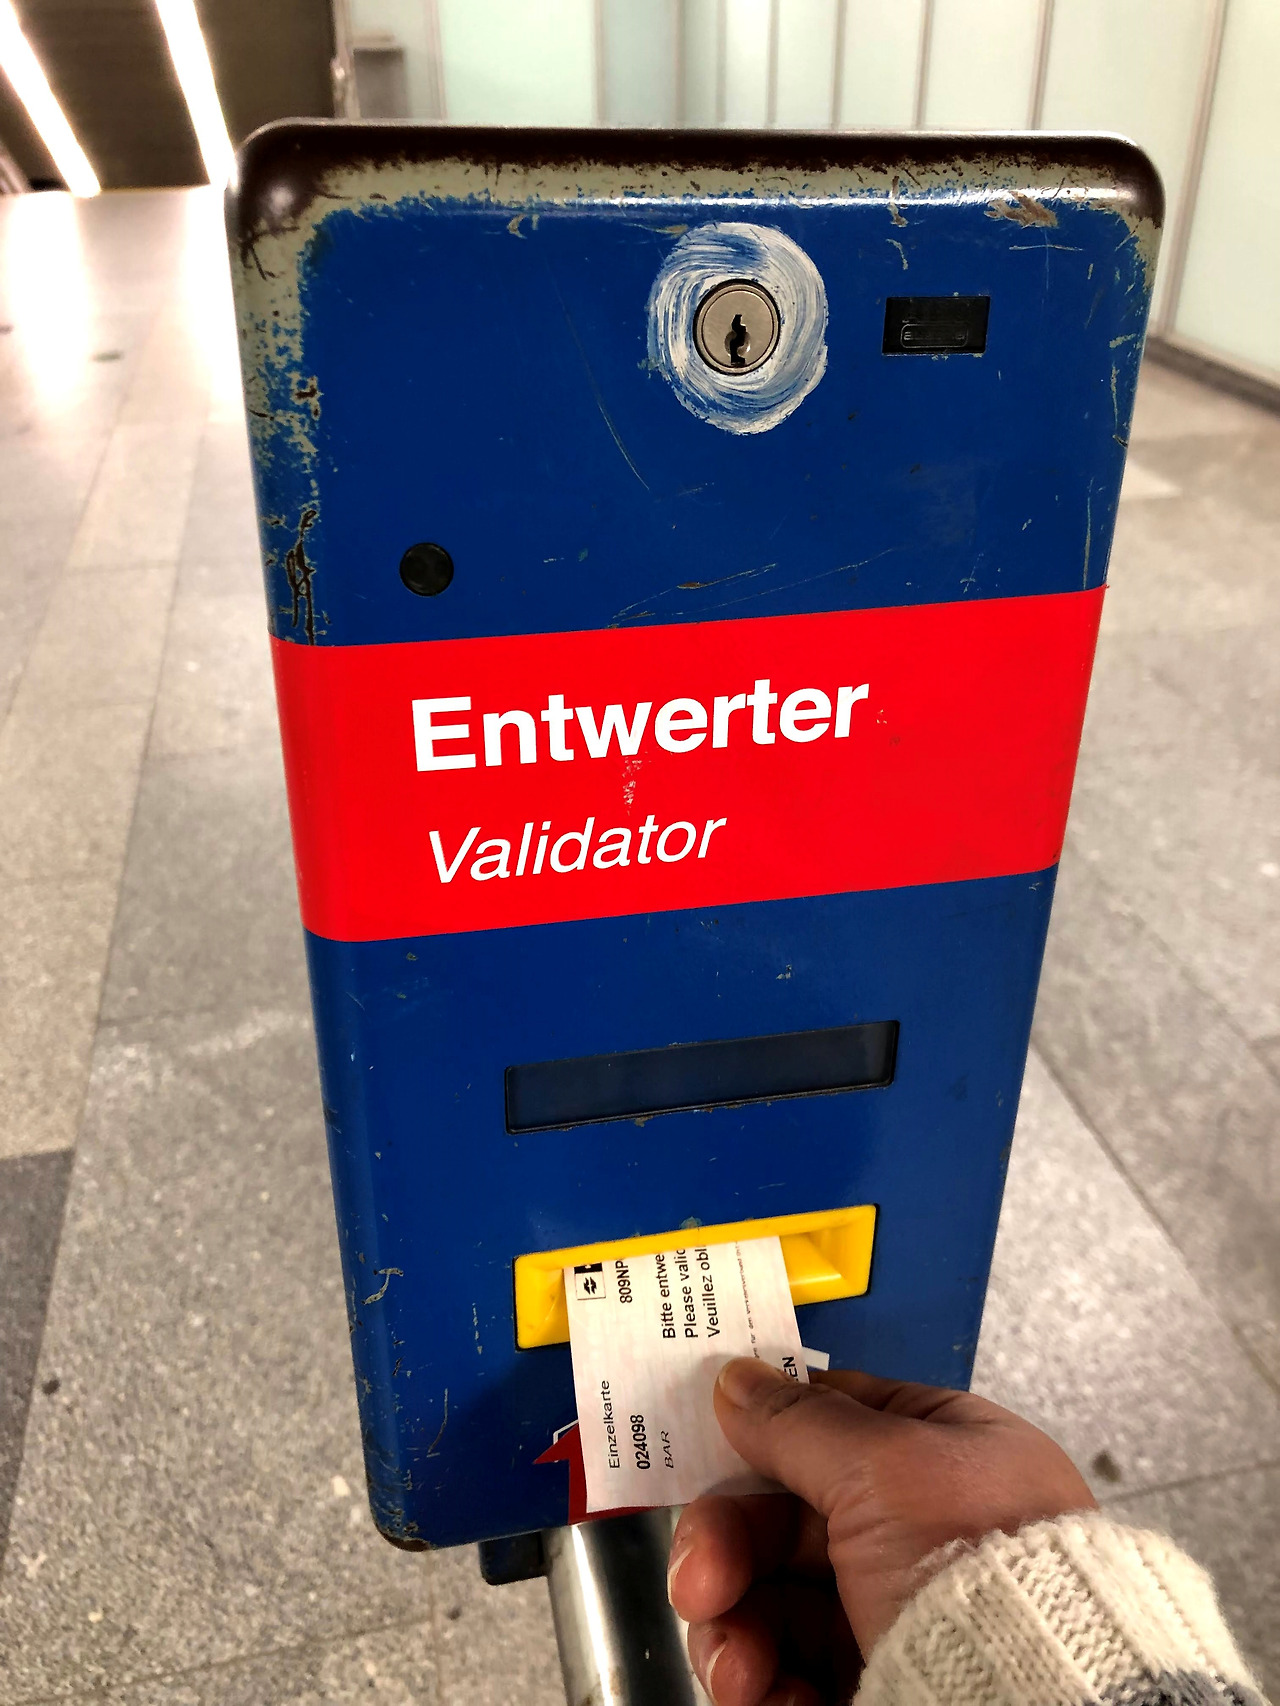 Entwerter
Validator
809NP
Bitte entwe
Please valid
Veuillez obl
Einzelkarte
024098
BAR